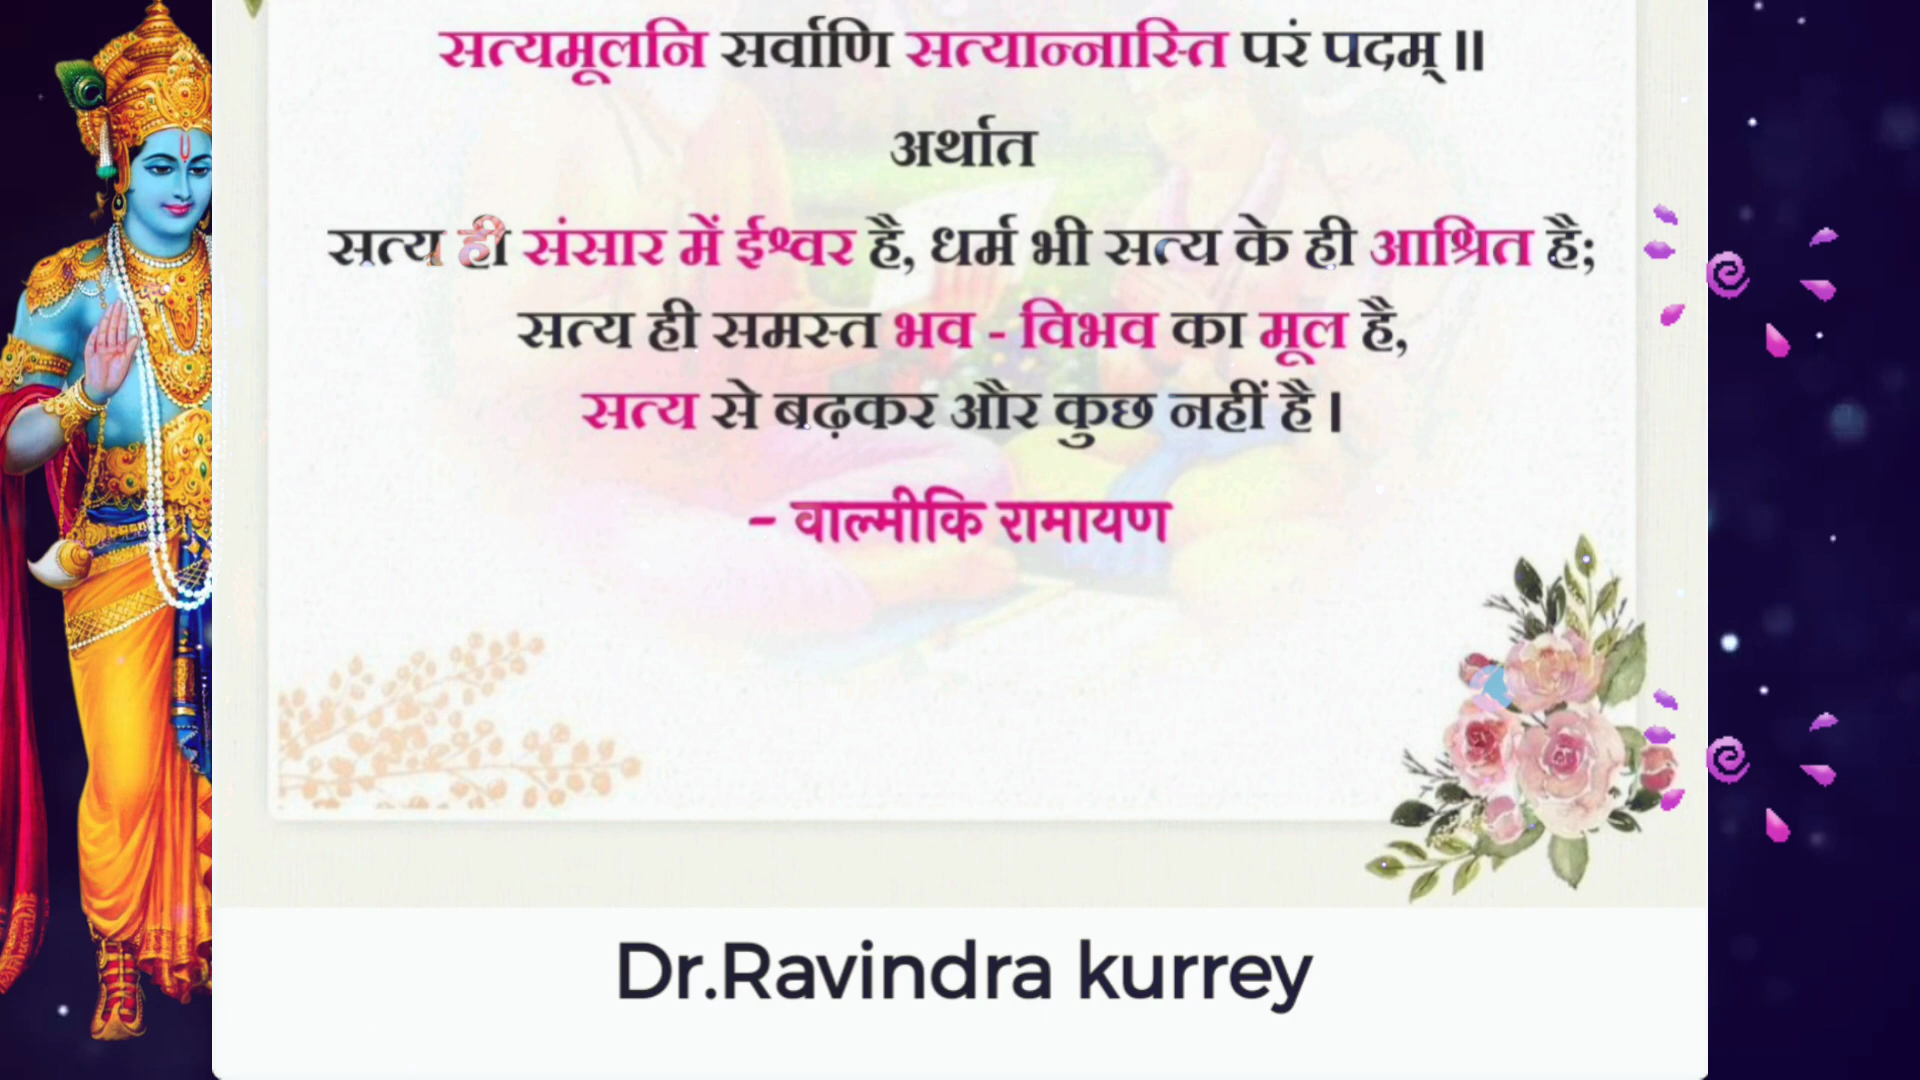 सत्यमूलनि सर्वाणि सत्यान्नास्ति परं पदम् ॥
अर्थात
सत्य ही संसार में ईश्वर है, धर्म भी सत्य के ही आश्रित है;
सत्य ही समस्त भव - विभव का मूल है,
सत्य से बढ़कर और कुछ नहीं है ।
- वाल्मीकि रामायण
Dr.Ravindra kurrey